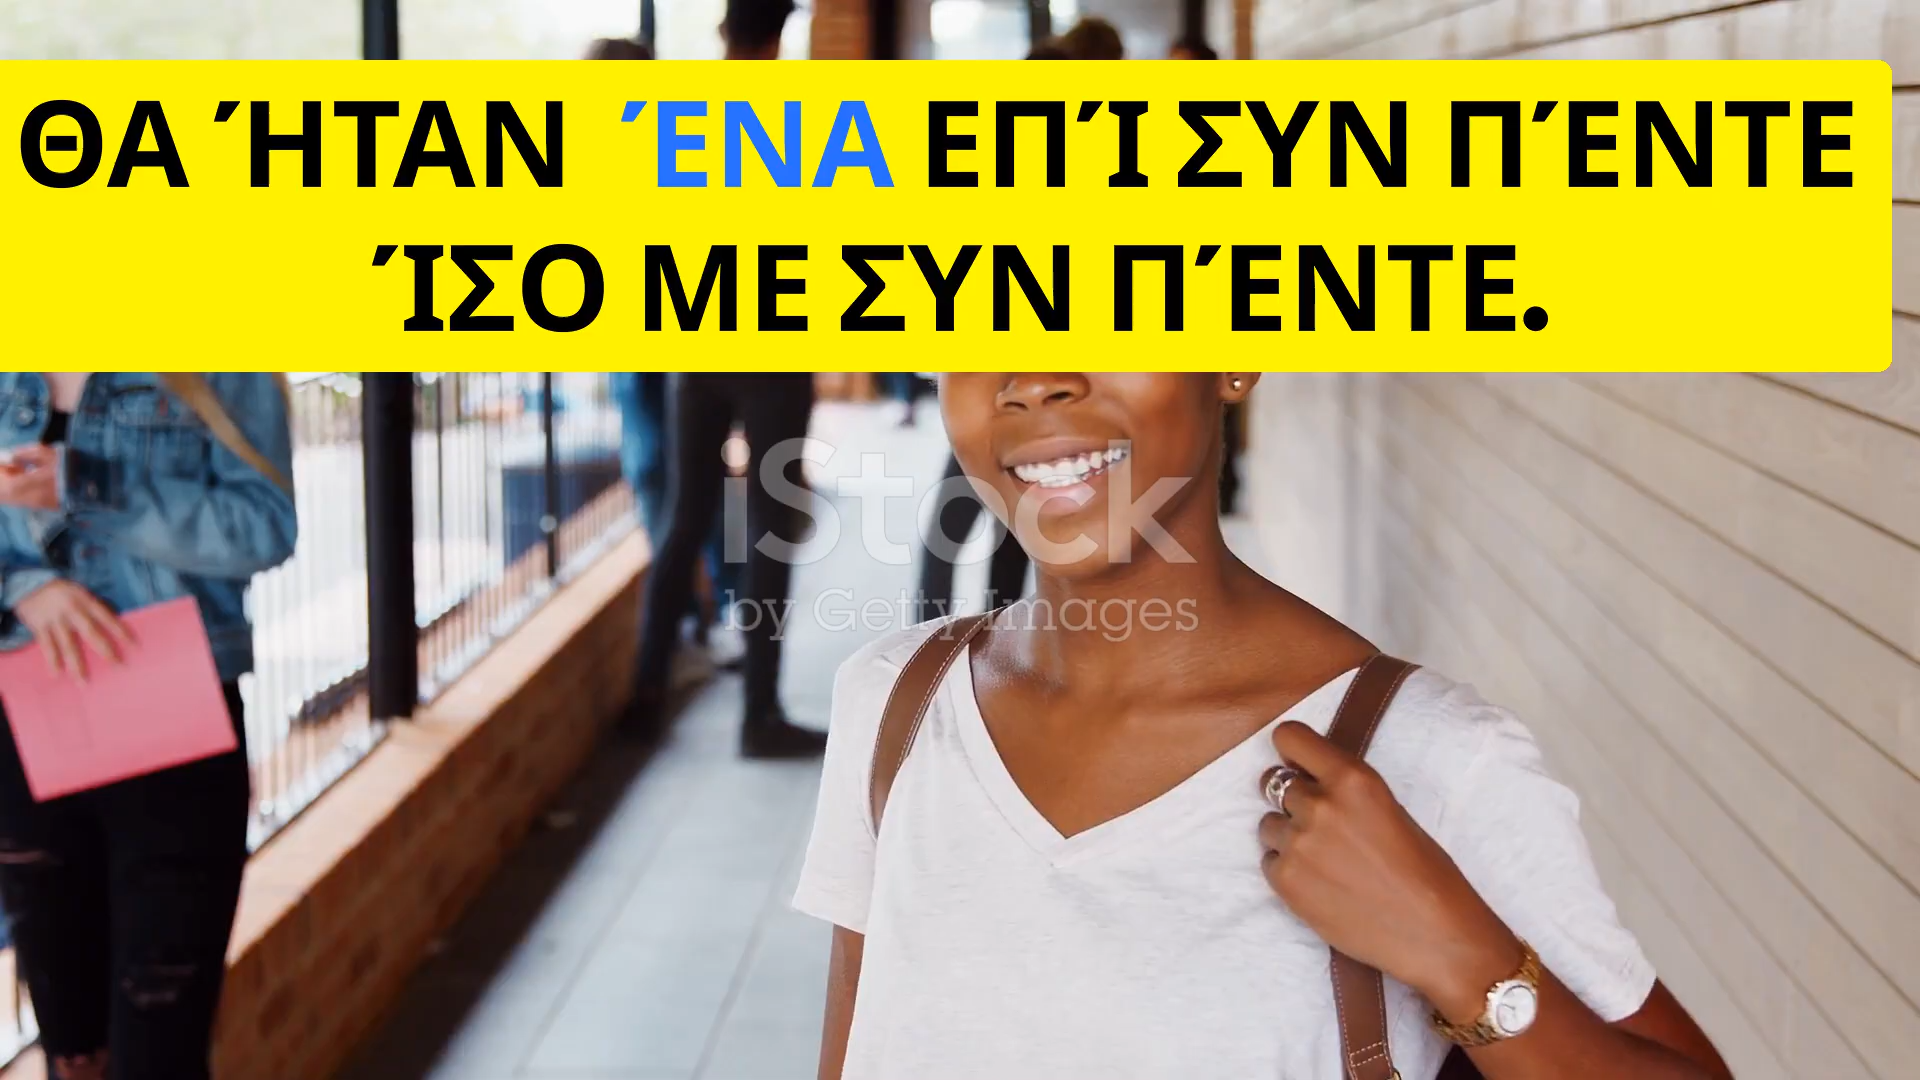 ΘΑ ΉΤΑΝ ΈΝΑ ΕΠΊ ΣΥΝ ΠΈΝΤΕ
ΊΣΟ ΜΕ ΣΥΝ ΠΈΝΤΕ.
iStock
by Getty Images